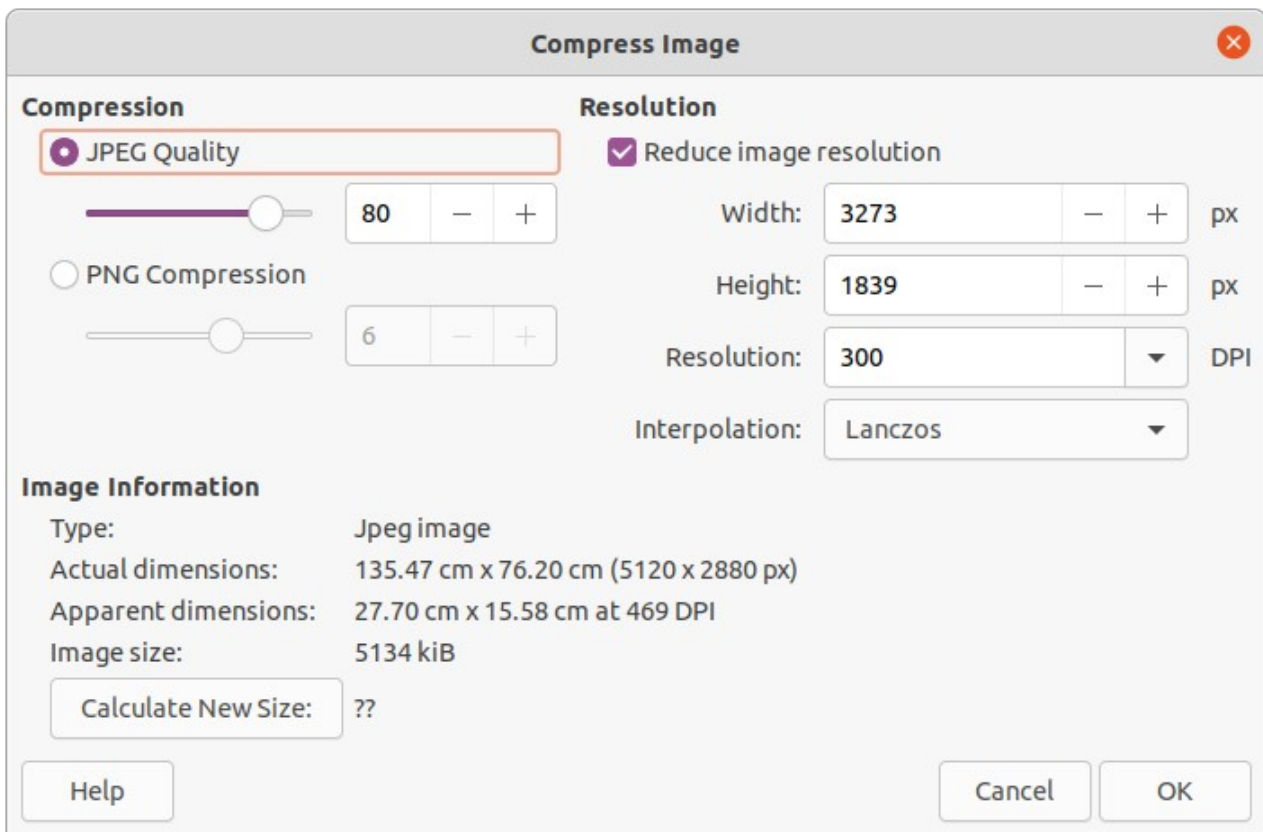 Compress Image
Compression
JPEG Quality
80
PNG Compression
6
Resolution
Reduce image resolution
Width: 3273 px
Height: 1839 px
Resolution: 300 DPI
Interpolation: Lanczos
Image Information
Type: Jpeg image
Actual dimensions: 135.47 cm x 76.20 cm (5120 x 2880 px)
Apparent dimensions: 27.70 cm x 15.58 cm at 469 DPI
Image size: 5134 kiB
Calculate New Size: ??
Help Cancel OK